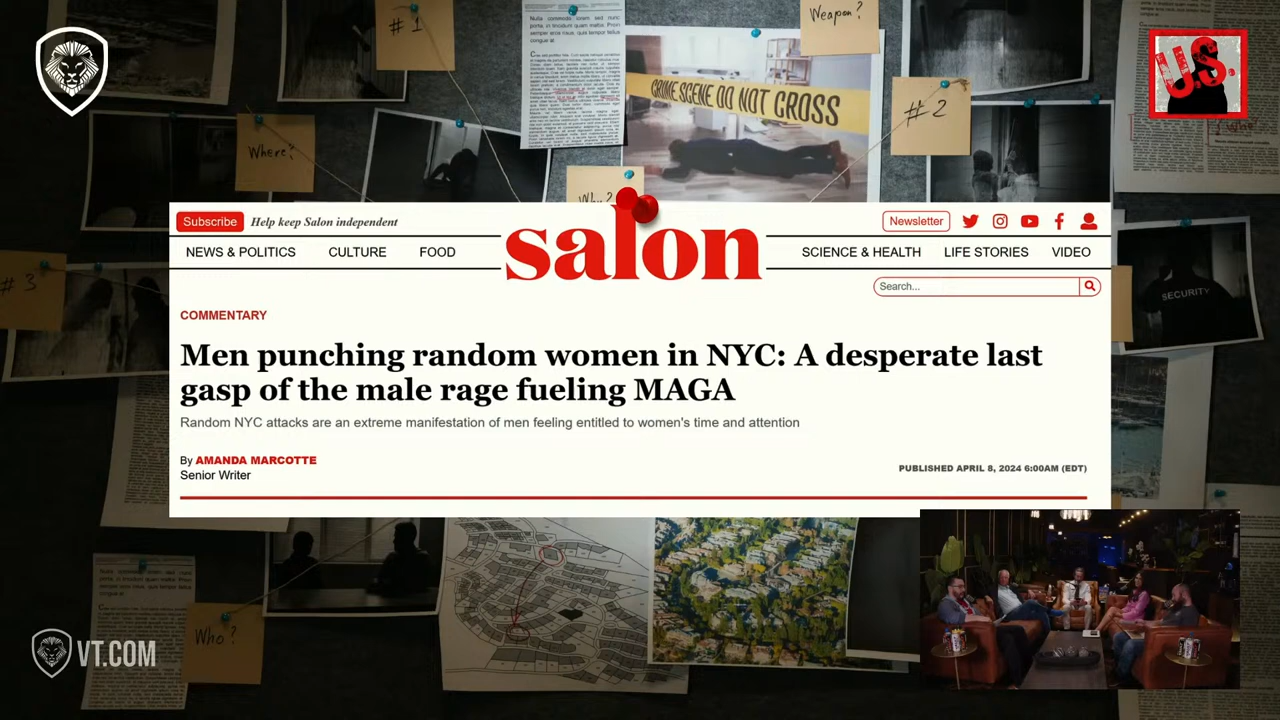 # 1
Weapon?
U.S.
CRIME SCENE DO NOT CROSS
# 2
Where?
Why?
Subscribe
Help keep Salon independent
salon
Newsletter
NEWS & POLITICS
CULTURE
FOOD
SCIENCE & HEALTH
LIFE STORIES
VIDEO
# 3
Search...
SECURITY
COMMENTARY
Men punching random women in NYC: A desperate last
gasp of the male rage fueling MAGA
Random NYC attacks are an extreme manifestation of men feeling entitled to women's time and attention
By AMANDA MARCOTTE
Senior Writer
PUBLISHED APRIL 8, 2024 6:00AM (EDT)
Who?
VT.COM